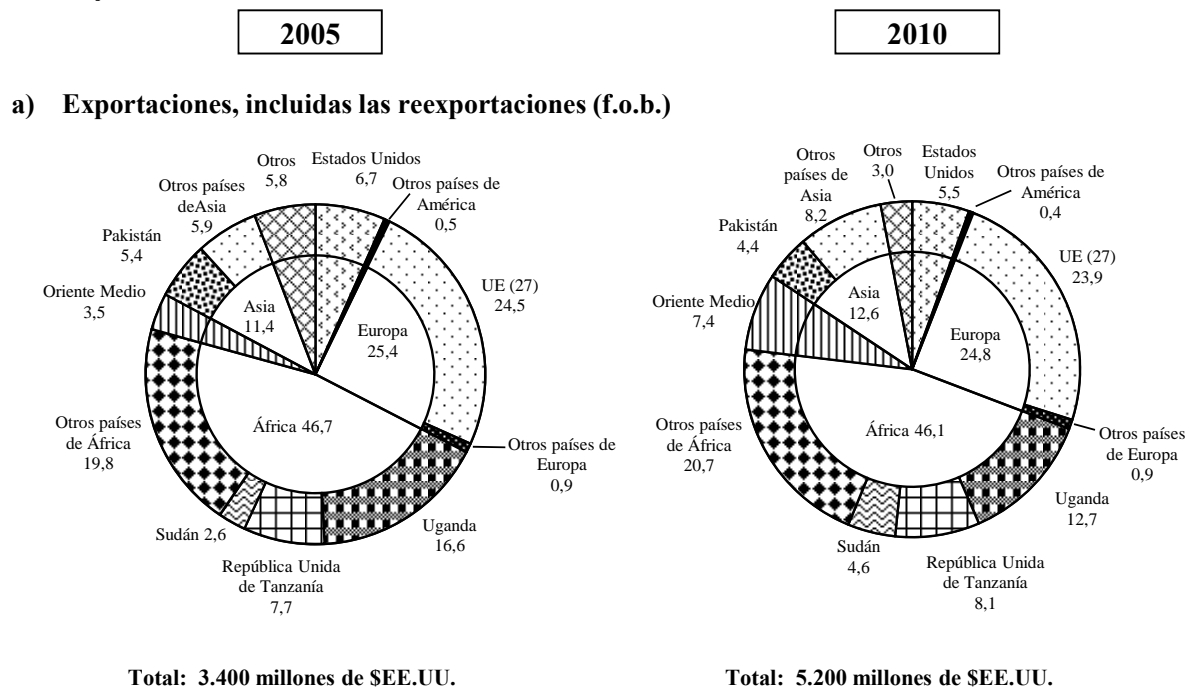 2005
2010
a) Exportaciones, incluidas las reexportaciones (f.o.b.)
Otros
5,8
Estados Unidos
6,7
Otros países de
América
0,5
Otros países
deAsia
5,9
Pakistán
5,4
Oriente Medio
3,5
UE (27)
24,5
Asia
11,4
Europa
25,4
África 46,7
Otros países
de África
19,8
Otros países de
Europa
0,9
Sudán 2,6
Uganda
16,6
República Unida
de Tanzanía
7,7
Total: 3.400 millones de $EE.UU.
Otros
3,0
Estados
Unidos
5,5
Otros países de
América
0,4
Otros
países de
Asia
8,2
Pakistán
4,4
Oriente Medio
7,4
UE (27)
23,9
Asia
12,6
Europa
24,8
África 46,1
Otros países
de África
20,7
Otros países
de Europa
0,9
Uganda
12,7
Sudán
4,6
República Unida
de Tanzanía
8,1
Total: 5.200 millones de $EE.UU.